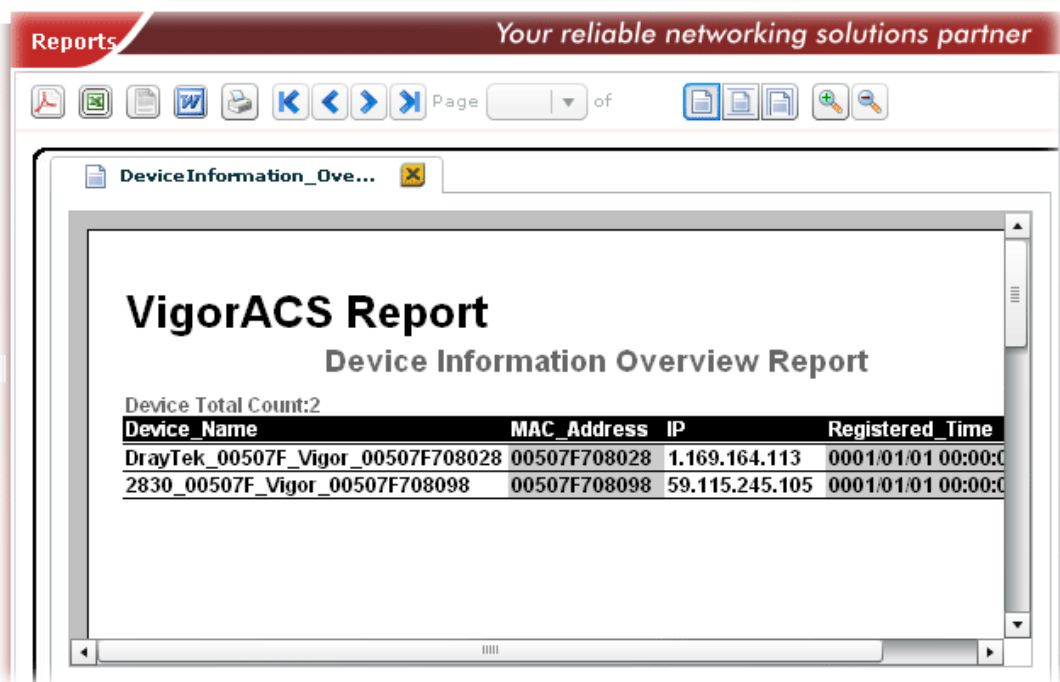 Reports
Your reliable networking solutions partner
Page of
DeviceInformation_Ove...
VigorACS Report
Device Information Overview Report
Device Total Count:2
Device_Name MAC_Address IP Registered_Time
DrayTek_00507F_Vigor_00507F708028 00507F708028 1.169.164.113 0001/01/01 00:00:0
2830_00507F_Vigor_00507F708098 00507F708098 59.115.245.105 0001/01/01 00:00:0